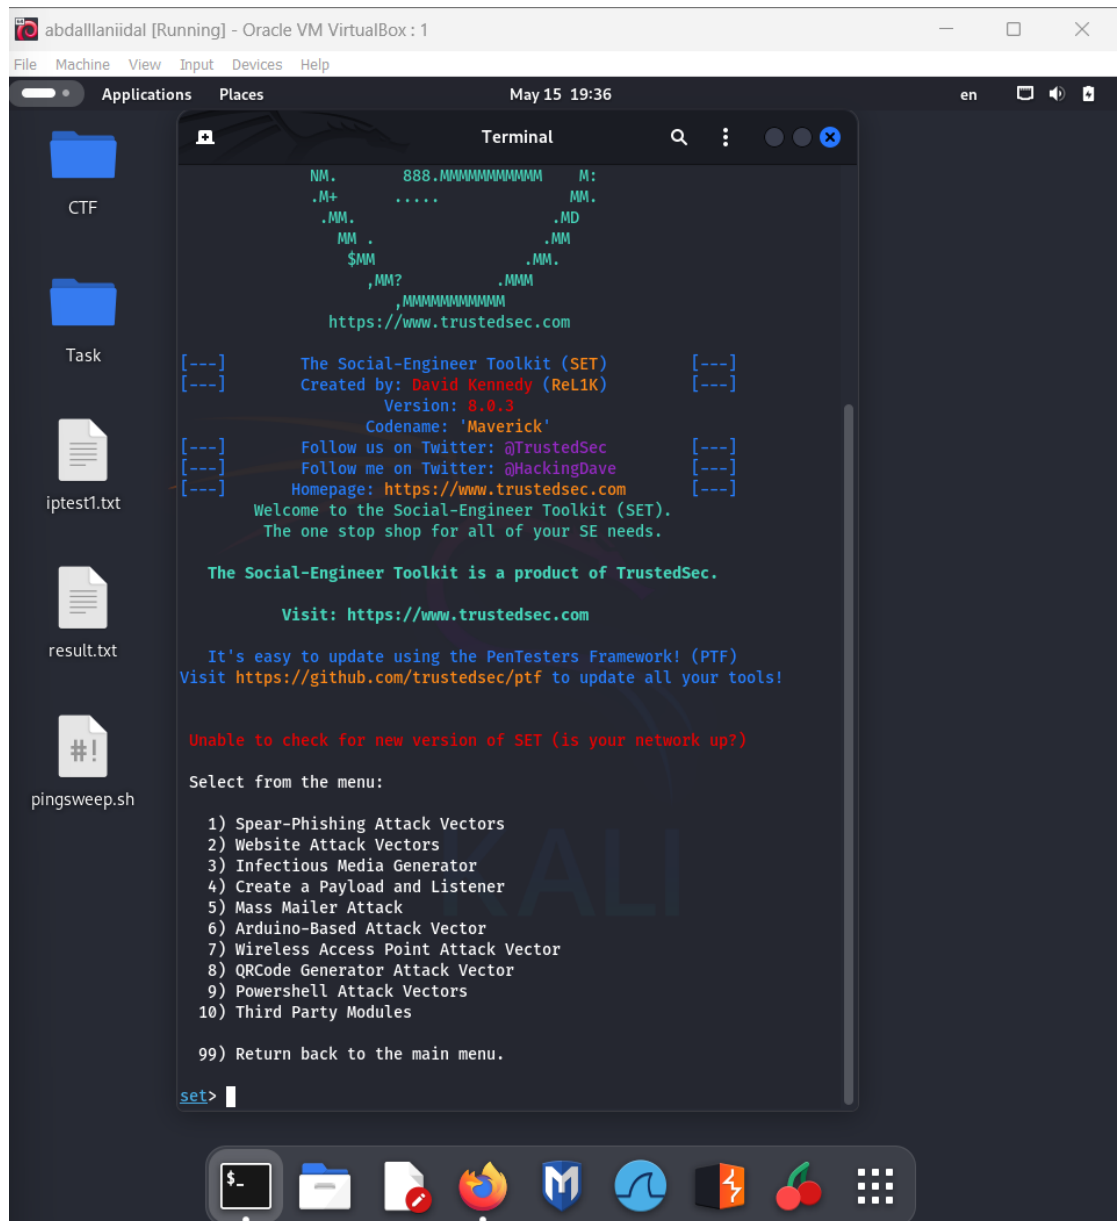 abdalllaniidal [Running] - Oracle VM VirtualBox : 1
File Machine View Input Devices Help
Applications Places May 15 19:36 en
Terminal
CTF
Task
iptest1.txt
result.txt
#!
pingsweep.sh
NM. 888.MMMMMMMMMMM M:
.M+ ..... MM.
.MM. .MD
MM . .MM
$MM .MM.
,MM? .MMM
,MMMMMMMMMMM
https://www.trustedsec.com
[---] The Social-Engineer Toolkit (SET) [---]
[---] Created by: David Kennedy (ReL1K) [---]
Version: 8.0.3
Codename: 'Maverick'
[---] Follow us on Twitter: @TrustedSec [---]
[---] Follow me on Twitter: @HackingDave [---]
[---] Homepage: https://www.trustedsec.com [---]
Welcome to the Social-Engineer Toolkit (SET).
The one stop shop for all of your SE needs.
The Social-Engineer Toolkit is a product of TrustedSec.
Visit: https://www.trustedsec.com
It's easy to update using the PenTesters Framework! (PTF)
Visit https://github.com/trustedsec/ptf to update all your tools!
Unable to check for new version of SET (is your network up?)
Select from the menu:
1) Spear-Phishing Attack Vectors
2) Website Attack Vectors
3) Infectious Media Generator
4) Create a Payload and Listener
5) Mass Mailer Attack
6) Arduino-Based Attack Vector
7) Wireless Access Point Attack Vector
8) QRCode Generator Attack Vector
9) Powershell Attack Vectors
10) Third Party Modules
99) Return back to the main menu.
set>
KALI
$_
M